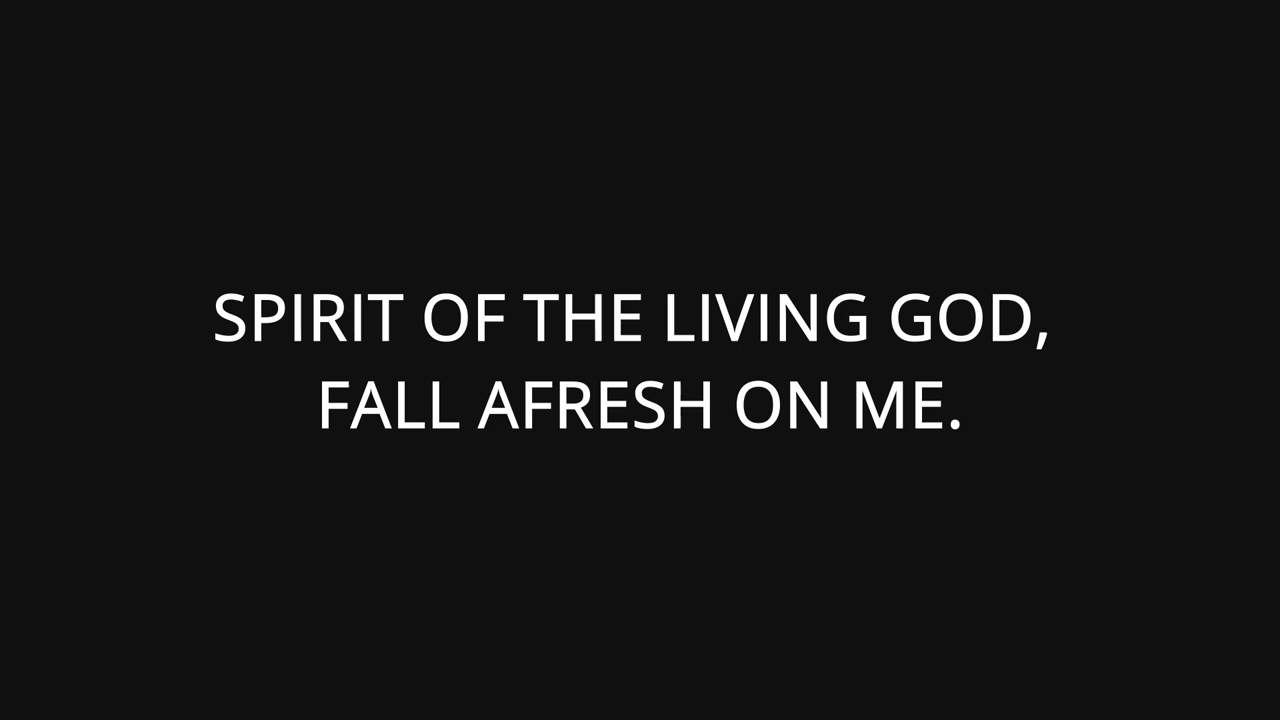 SPIRIT OF THE LIVING GOD,
FALL AFRESH ON ME.